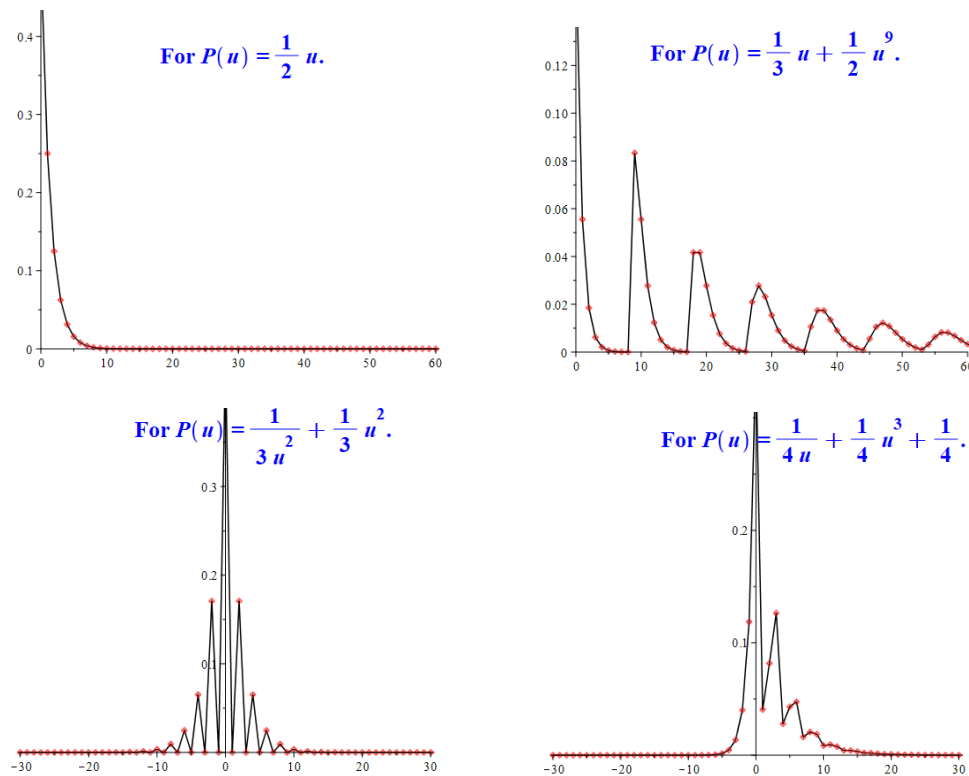 For P(u) = 1/2 u.
0.4
0.3
0.2
0.1
0
0 10 20 30 40 50 60
For P(u) = 1/3 u + 1/2 u^9.
0.12
0.10
0.08
0.06
0.04
0.02
0
0 10 20 30 40 50 60
For P(u) = 1/(3 u^2) + 1/3 u^2.
0.3
0.2
0.1
−30 −20 −10 0 10 20 30
For P(u) = 1/(4 u) + 1/4 u^3 + 1/4.
0.2
0.1
−30 −20 −10 0 10 20 30